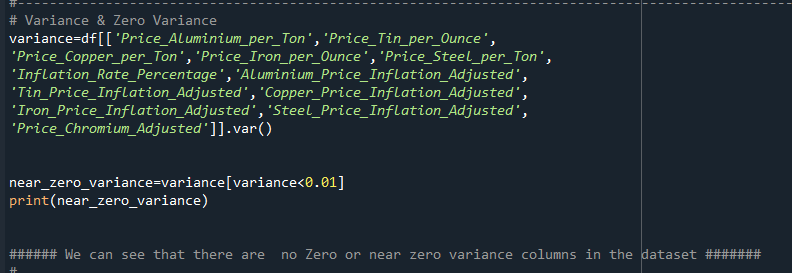 #-----------------------------------------------------------------------------------------------
# Variance & Zero Variance
variance=df[['Price_Aluminium_per_Ton','Price_Tin_per_Ounce',
'Price_Copper_per_Ton','Price_Iron_per_Ounce','Price_Steel_per_Ton',
'Inflation_Rate_Percentage','Aluminium_Price_Inflation_Adjusted',
'Tin_Price_Inflation_Adjusted','Copper_Price_Inflation_Adjusted',
'Iron_Price_Inflation_Adjusted','Steel_Price_Inflation_Adjusted',
'Price_Chromium_Adjusted']].var()
near_zero_variance=variance[variance<0.01]
print(near_zero_variance)
###### We can see that there are  no Zero or near zero variance columns in the dataset #######
#